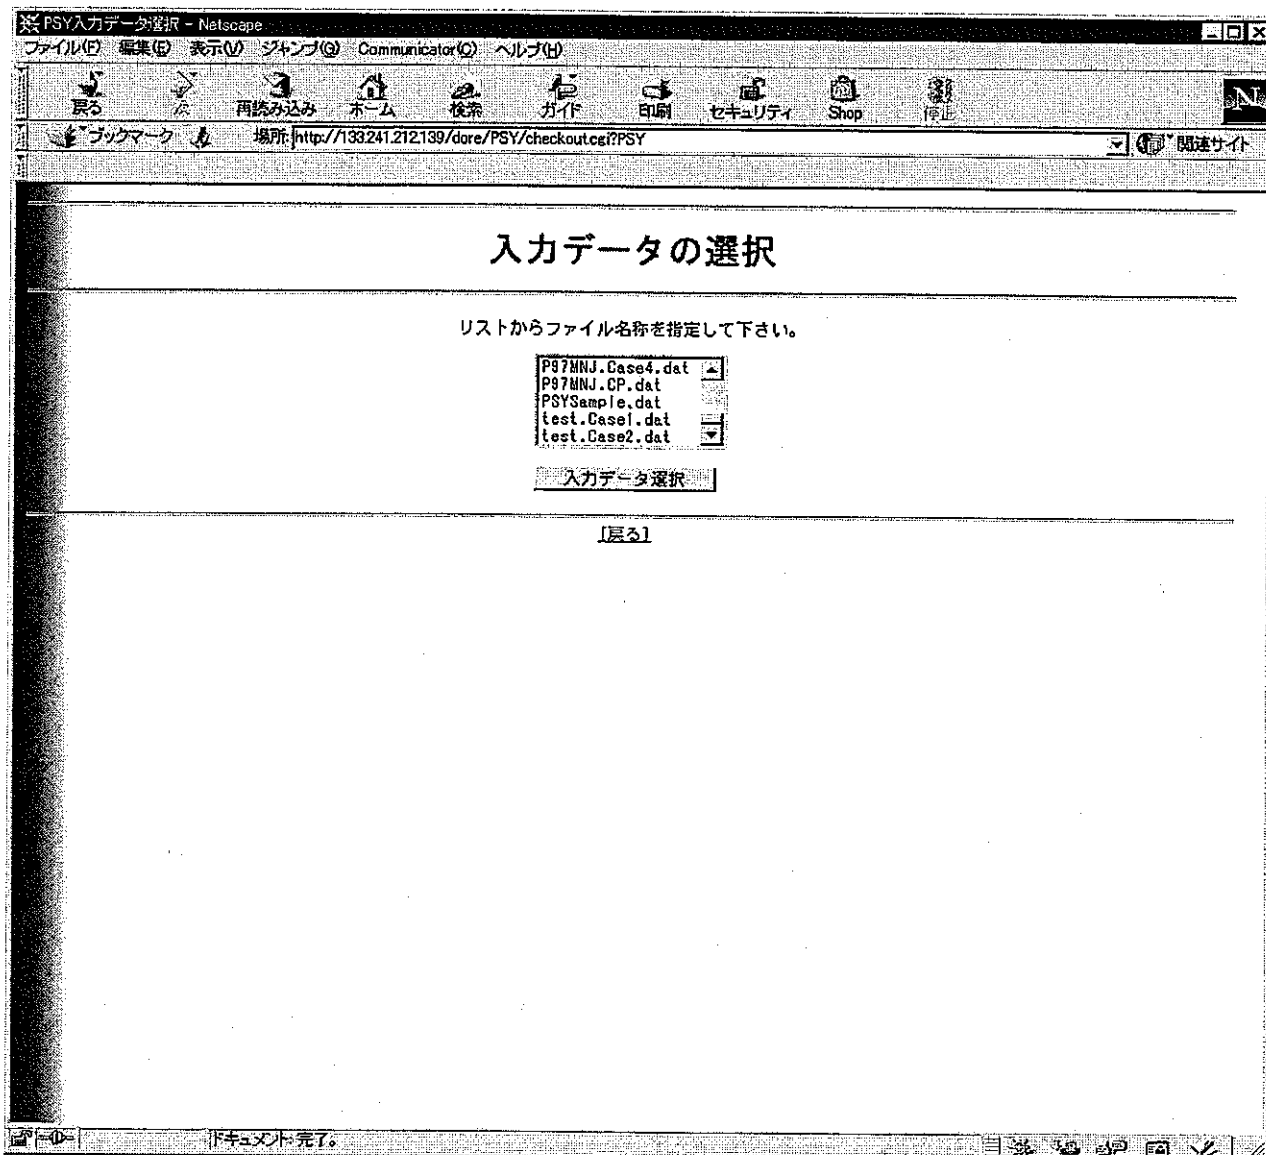 PSY入力データ選択 - Netscape
ファイル(F) 編集(E) 表示(V) ジャンプ(G) Communicator(C) ヘルプ(H)
戻る 再読み込み ホーム 検索 ガイド 印刷 セキュリティ Shop 停止
N
ブックマーク 場所: http://133.241.212.139/dore/PSY/checkout.cgi?PSY 関連サイト
入力データの選択
リストからファイル名称を指定して下さい。
P97MNJ.Case4.dat
P97MNJ.CP.dat
PSYSample.dat
test.Case1.dat
test.Case2.dat
入力データ選択
[戻る]
ドキュメント: 完了。